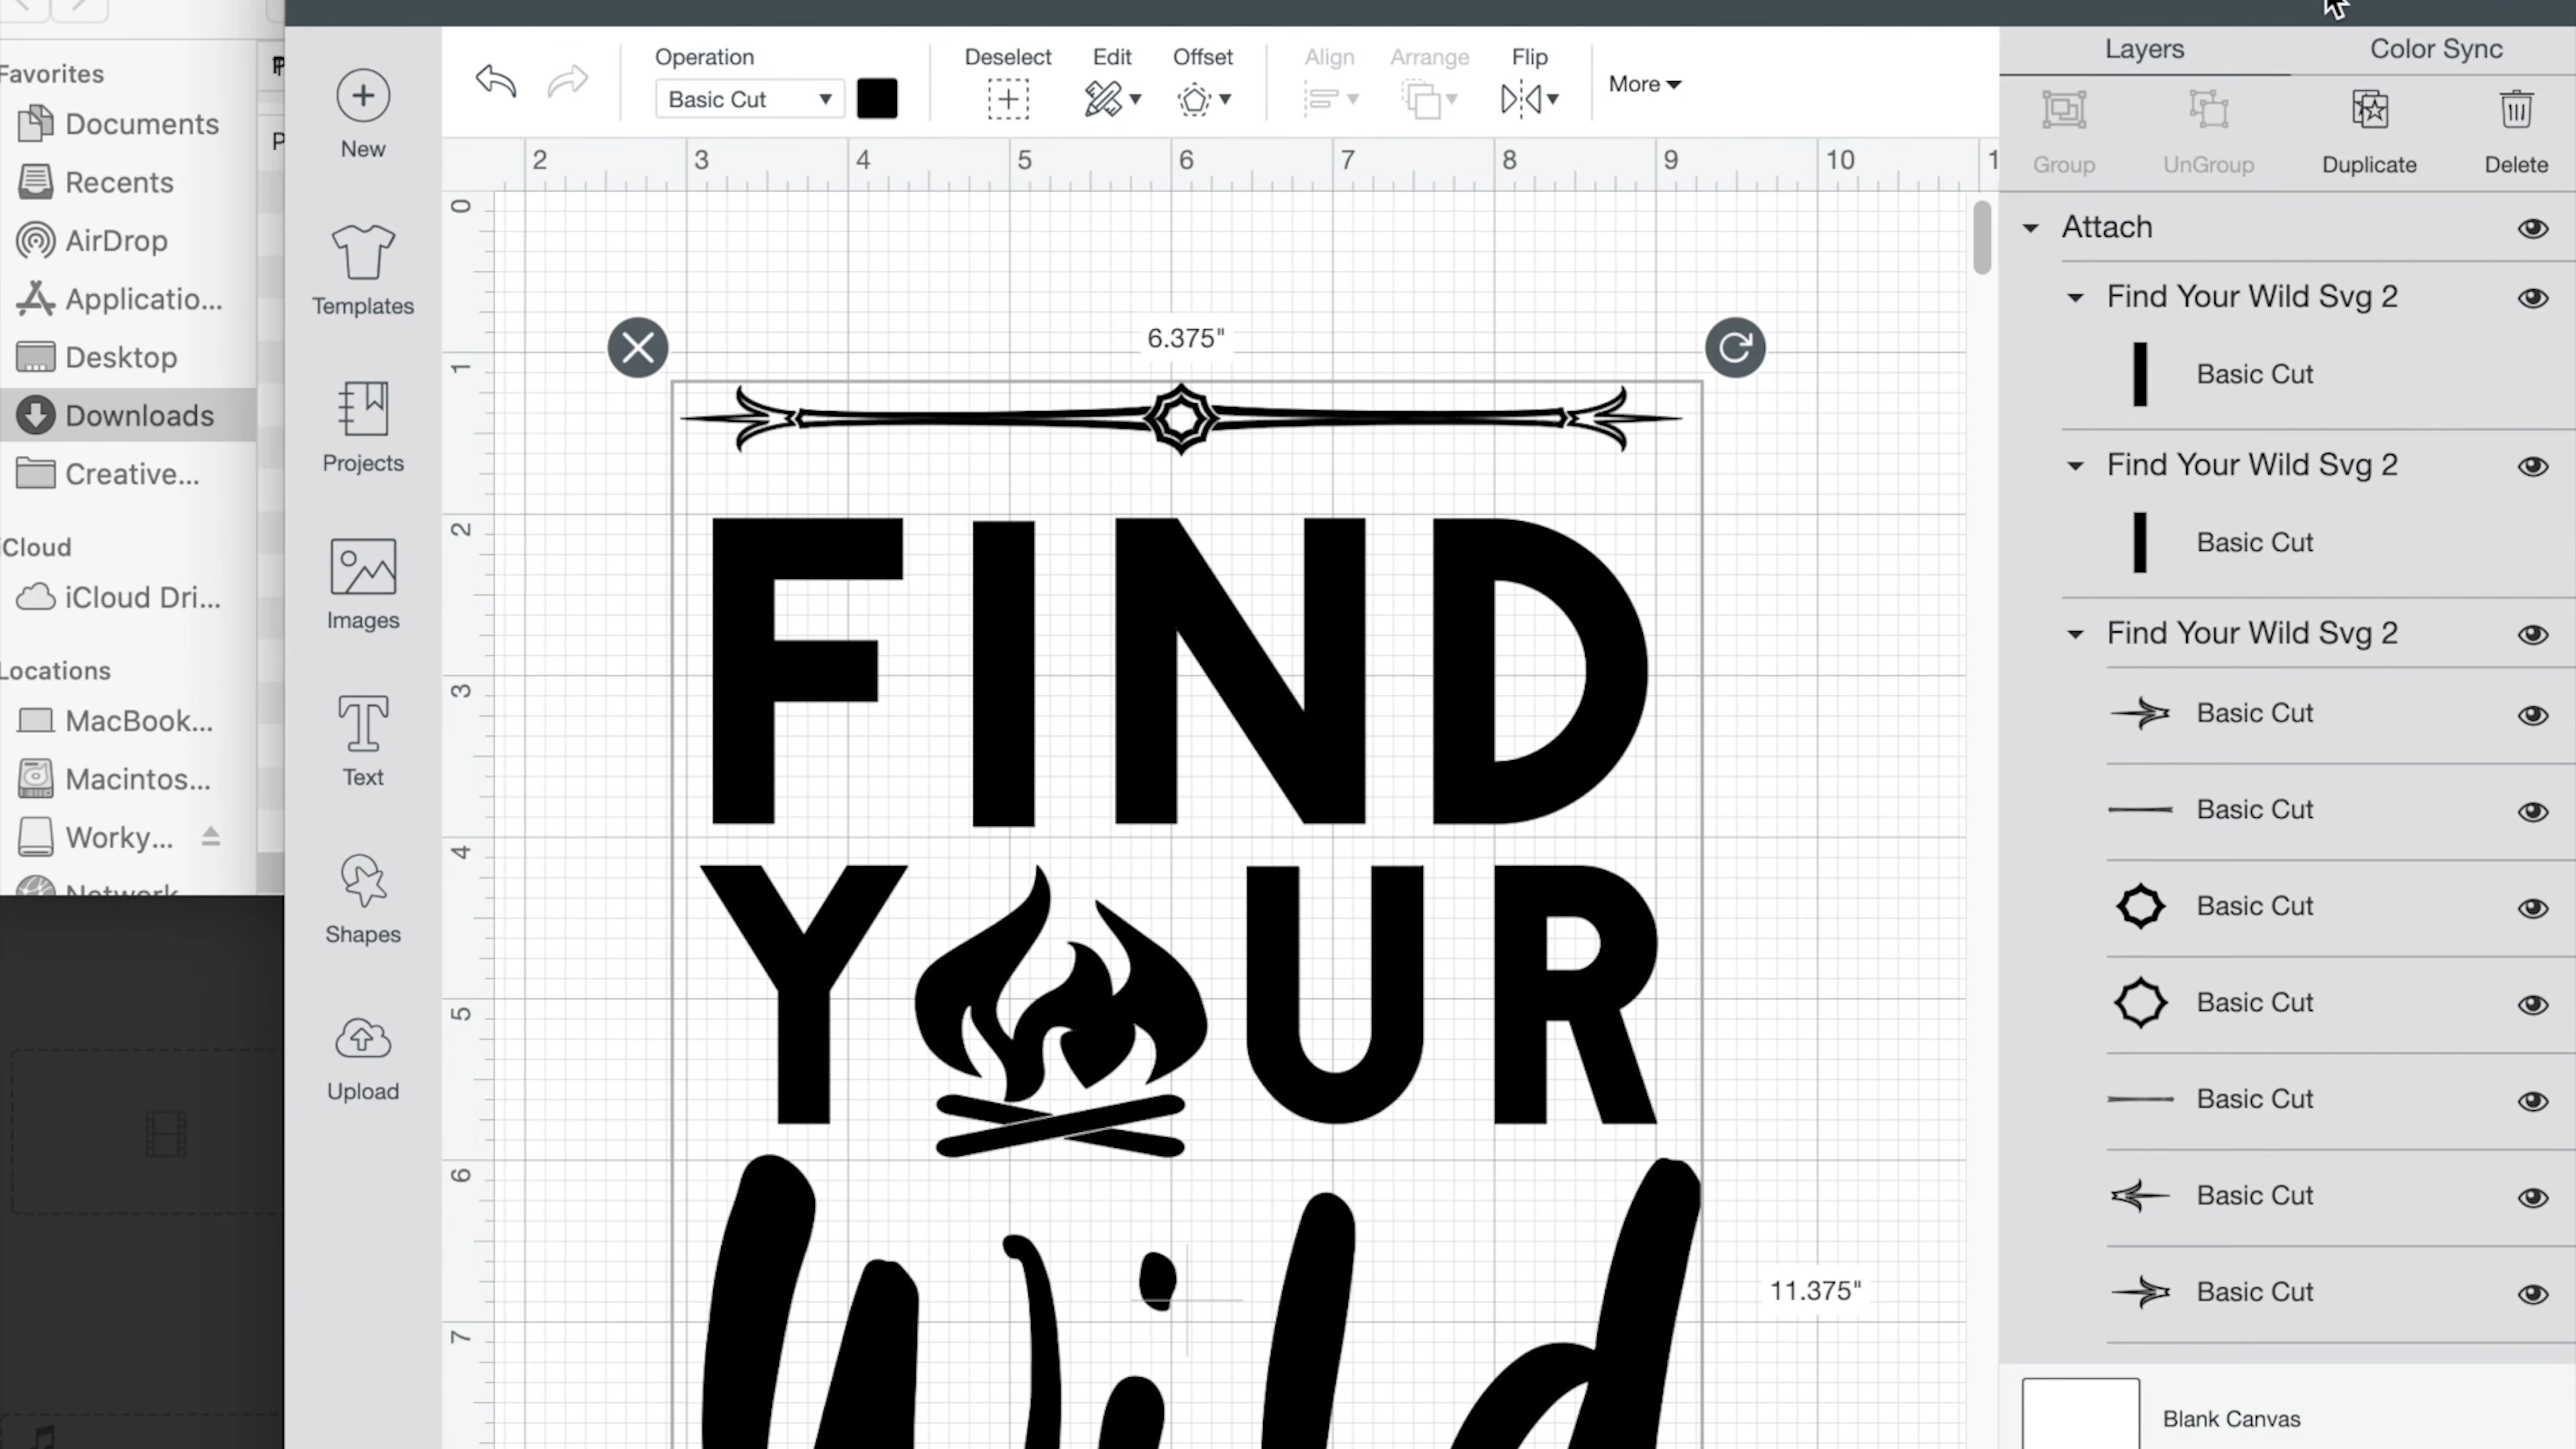 Favorites
Documents
Recents
AirDrop
Applicatio...
Desktop
Downloads
Creative...
iCloud
iCloud Dri...
Locations
MacBook...
Macintos...
Worky...
Network
P
New
Templates
Projects
Images
Text
Shapes
Upload
Operation
Basic Cut
Deselect
Edit
Offset
Align
Arrange
Flip
More
2 3 4 5 6 7 8 9 10 1
0
1
2
3
4
5
6
7
6.375"
FIND
Y UR
Wild
11.375"
Layers
Color Sync
Group
UnGroup
Duplicate
Delete
Attach
Find Your Wild Svg 2
Basic Cut
Find Your Wild Svg 2
Basic Cut
Find Your Wild Svg 2
Basic Cut
Basic Cut
Basic Cut
Basic Cut
Basic Cut
Basic Cut
Basic Cut
Blank Canvas